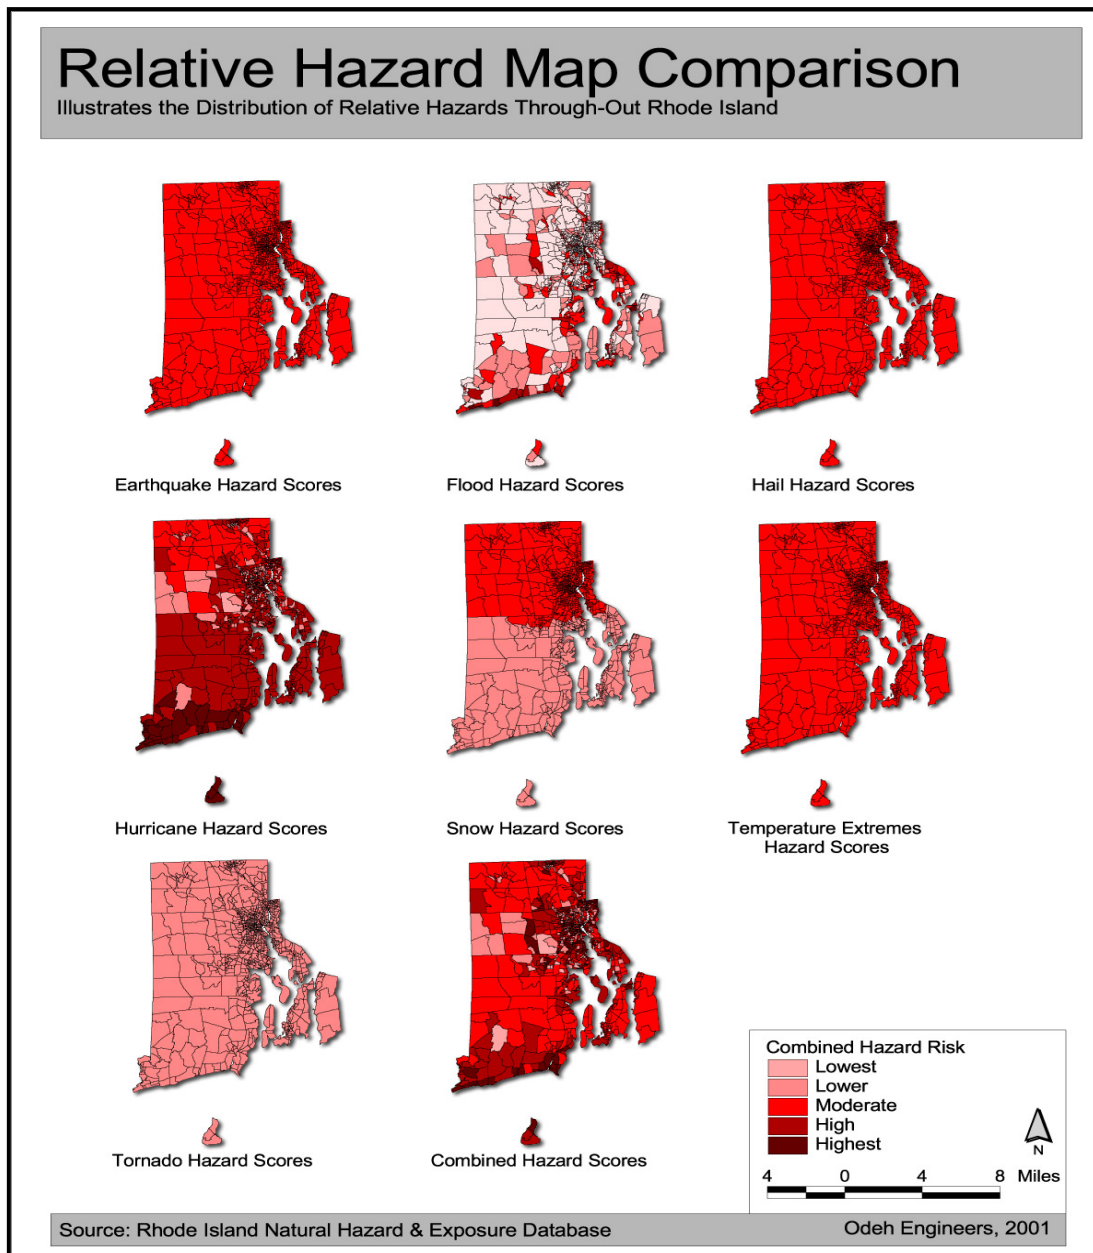 Relative Hazard Map Comparison
Illustrates the Distribution of Relative Hazards Through-Out Rhode Island
Earthquake Hazard Scores
Flood Hazard Scores
Hail Hazard Scores
Hurricane Hazard Scores
Snow Hazard Scores
Temperature Extremes
Hazard Scores
Tornado Hazard Scores
Combined Hazard Scores
Combined Hazard Risk
Lowest
Lower
Moderate
High
Highest
N
4 0 4 8 Miles
Source: Rhode Island Natural Hazard & Exposure Database
Odeh Engineers, 2001